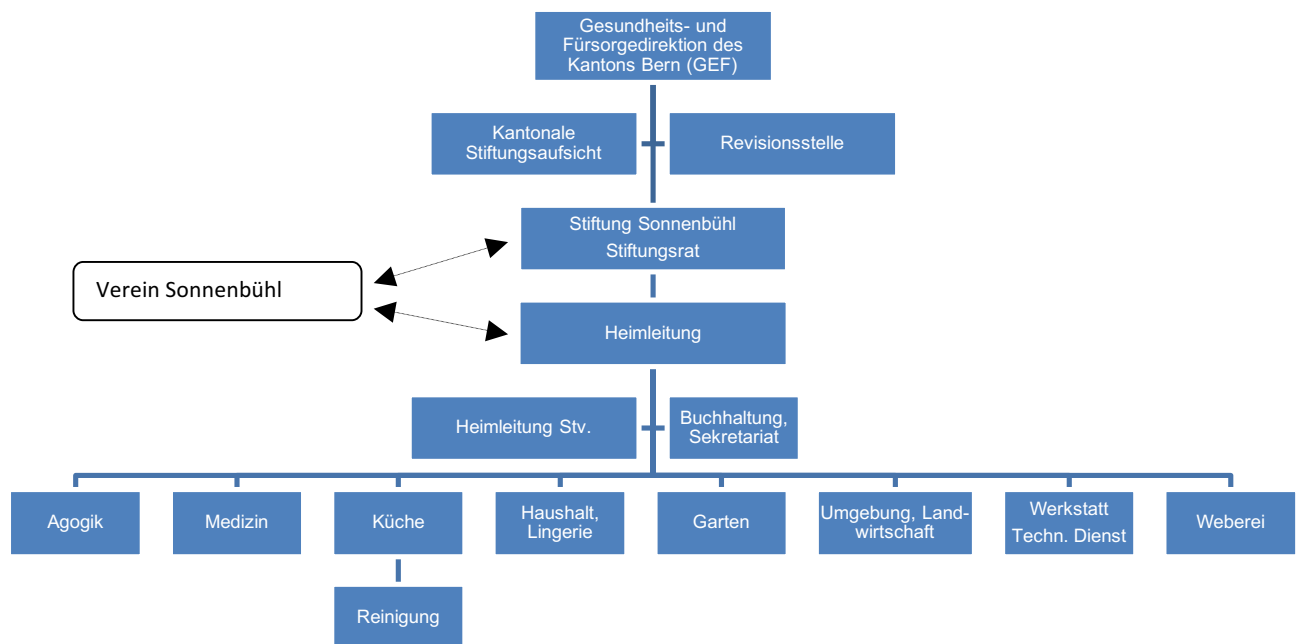 Gesundheits- und
Fürsorgedirektion des
Kantons Bern (GEF)
Kantonale
Stiftungsaufsicht
Revisionsstelle
Stiftung Sonnenbühl
Stiftungsrat
Verein Sonnenbühl
Heimleitung
Heimleitung Stv.
Buchhaltung,
Sekretariat
Agogik
Medizin
Küche
Haushalt,
Lingerie
Garten
Umgebung, Land-
wirtschaft
Werkstatt
Techn. Dienst
Weberei
Reinigung